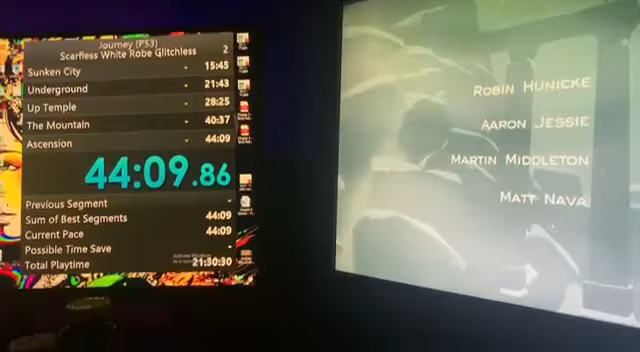 Journey (PS3)
Scarfless White Robe Glitchless 2
Sunken City - 15:45
Underground - 21:43
Up Temple - 28:25
The Mountain - 40:37
Ascension - 44:09
44:09.86
Previous Segment -
Sum of Best Segments 44:09
Current Pace 44:09
Possible Time Save -
Total Playtime 21:30:30
Activate Windows
ROBIN HUNICKE
AARON JESSIE
MARTIN MIDDLETON
MATT NAVA